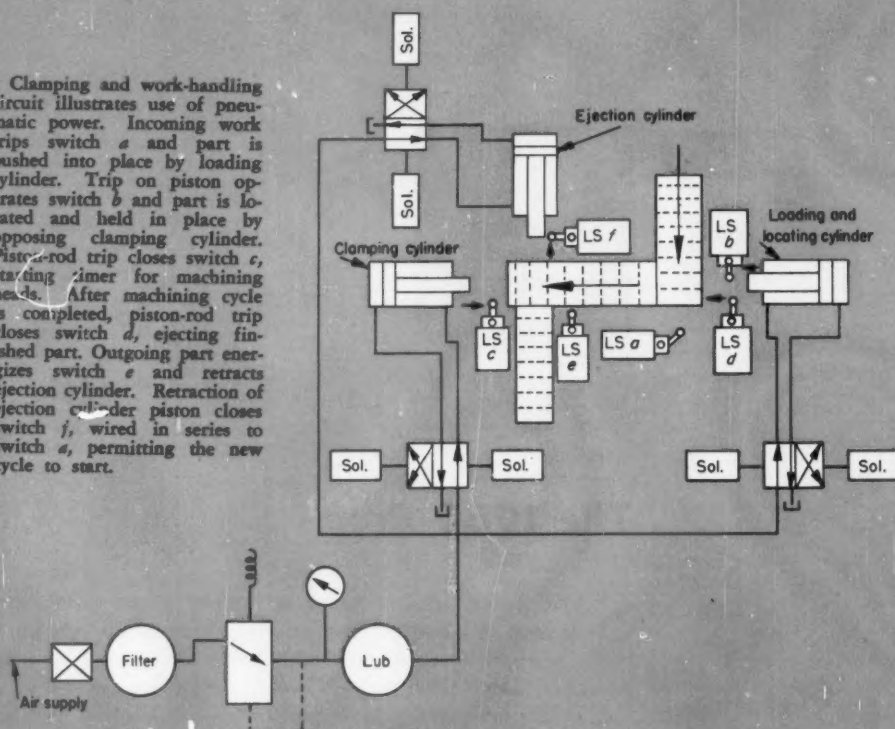 Clamping and work-handling
circuit illustrates use of pneu-
matic power. Incoming work
trips switch a and part is
pushed into place by loading
cylinder. Trip on piston op-
erates switch b and part is lo-
cated and held in place by
opposing clamping cylinder.
Piston-rod trip closes switch c,
starting timer for machining
heads. After machining cycle
is completed, piston-rod trip
closes switch d, ejecting fin-
ished part. Outgoing part ener-
gizes switch e and retracts
ejection cylinder. Retraction of
ejection cylinder piston closes
switch f, wired in series to
switch a, permitting the new
cycle to start.
Sol.
Sol.
Ejection cylinder
LS f
Clamping cylinder
LS
b
Loading and
locating cylinder
LS
c
LS
e
LS a
LS
d
Sol.
Sol.
Sol.
Sol.
Filter
Lub
Air supply